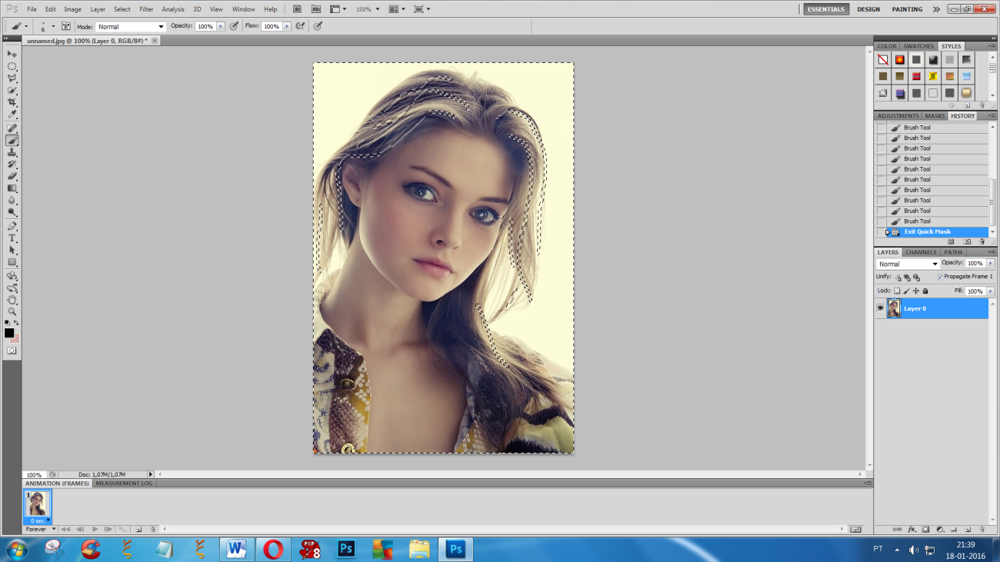 Ps File Edit Image Layer Select Filter Analysis 3D View Window Help Br Mb 100% ESSENTIALS DESIGN PAINTING
6 Mode: Normal Opacity: 100% Flow: 100%
unnamed.jpg @ 100% (Layer 0, RGB/8#) *
COLOR SWATCHES STYLES
ADJUSTMENTS MASKS HISTORY
Brush Tool
Brush Tool
Brush Tool
Brush Tool
Brush Tool
Brush Tool
Brush Tool
Brush Tool
Brush Tool
Brush Tool
Exit Quick Mask
LAYERS CHANNELS PATHS
Normal Opacity: 100%
Unify: Propagate Frame 1
Lock: Fill: 100%
Layer 0
T
100% Doc: 1,07M/1,07M
ANIMATION (FRAMES) MEASUREMENT LOG
1
0 sec.
Forever
fx.
W PSP 8 Ps Ps PT 21:39
18-01-2016